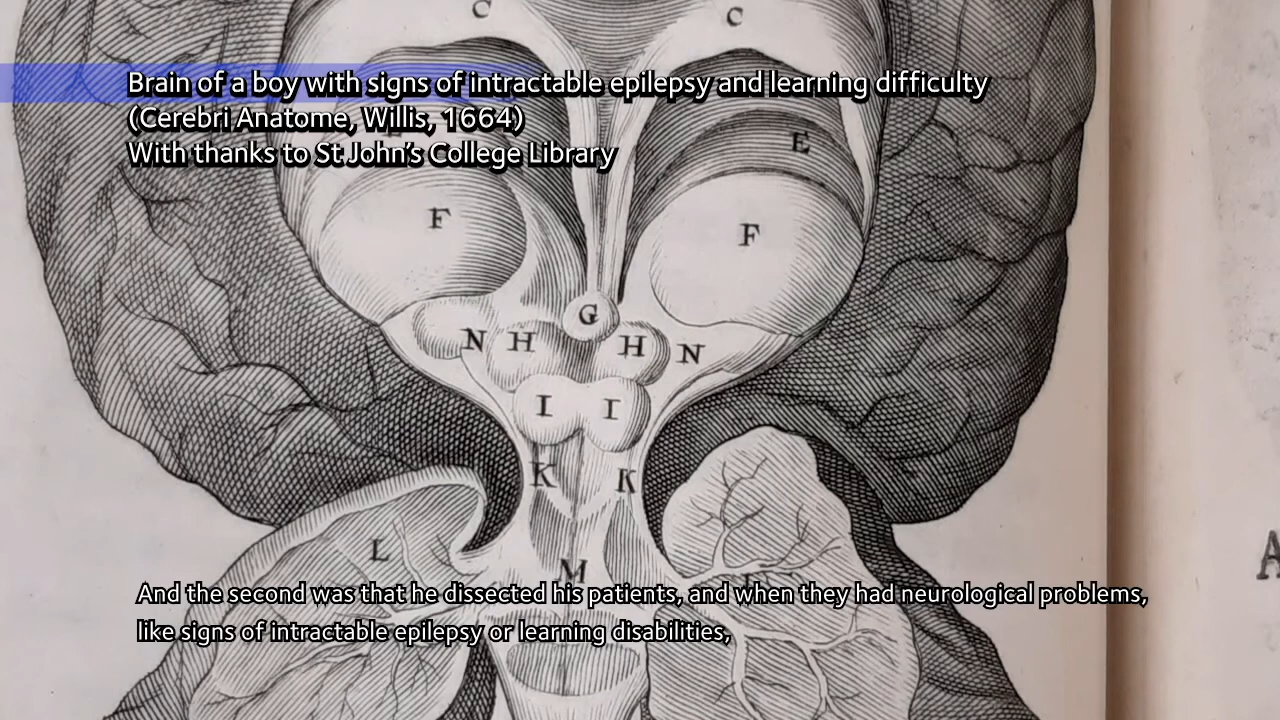 C C
Brain of a boy with signs of intractable epilepsy and learning difficulty
(Cerebri Anatome, Willis, 1664)
E
With thanks to St John's College Library
F F
G
N H H N
I I
K K
L
M
And the second was that he dissected his patients, and when they had neurological problems,
like signs of intractable epilepsy or learning disabilities,
A